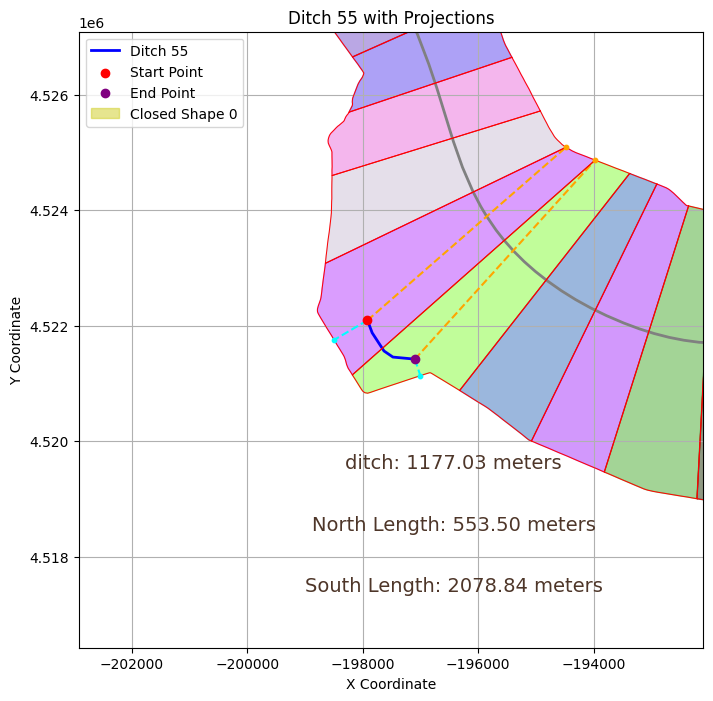 Ditch 55 with Projections
1e6
Ditch 55
Start Point
End Point
Closed Shape 0
4.526
4.524
4.522
4.520
4.518
Y Coordinate
ditch: 1177.03 meters
North Length: 553.50 meters
South Length: 2078.84 meters
−202000 −200000 −198000 −196000 −194000
X Coordinate